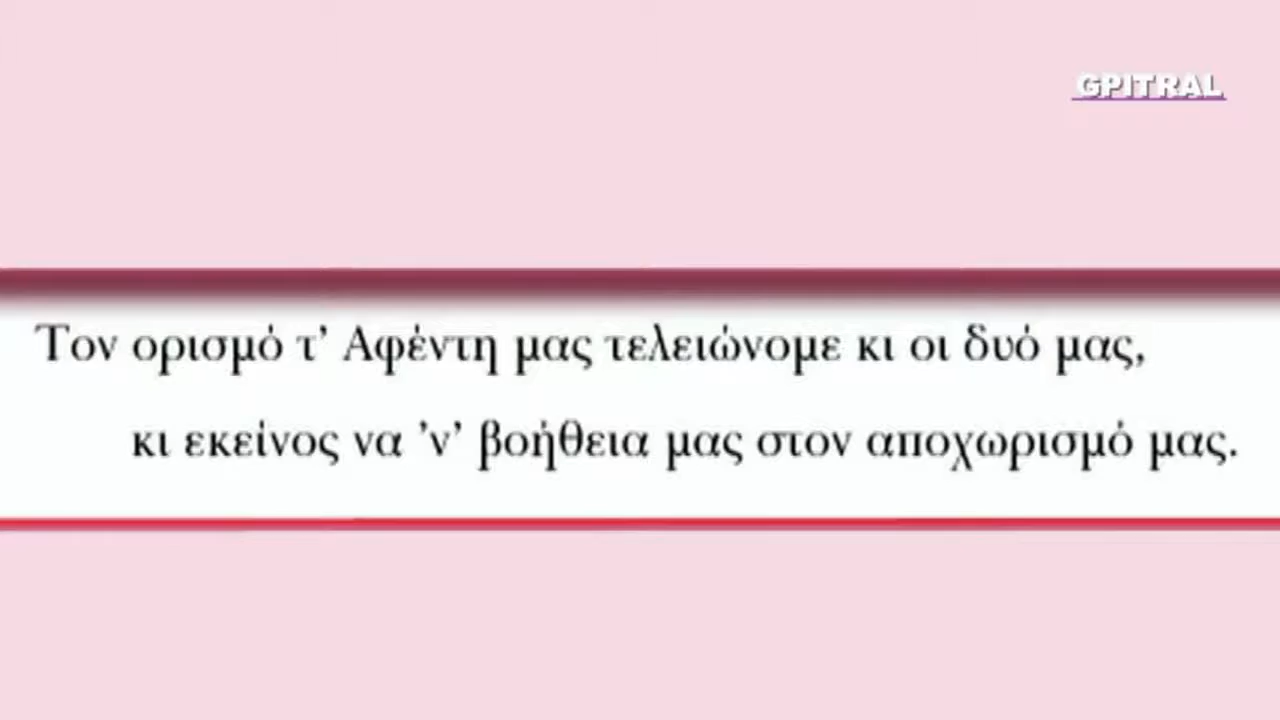 GPITRAL
Τον ορισμό τ’ Αφέντη μας τελειώνομε κι οι δυό μας,
κι εκείνος να ’ν’ βοήθεια μας στον αποχωρισμό μας.